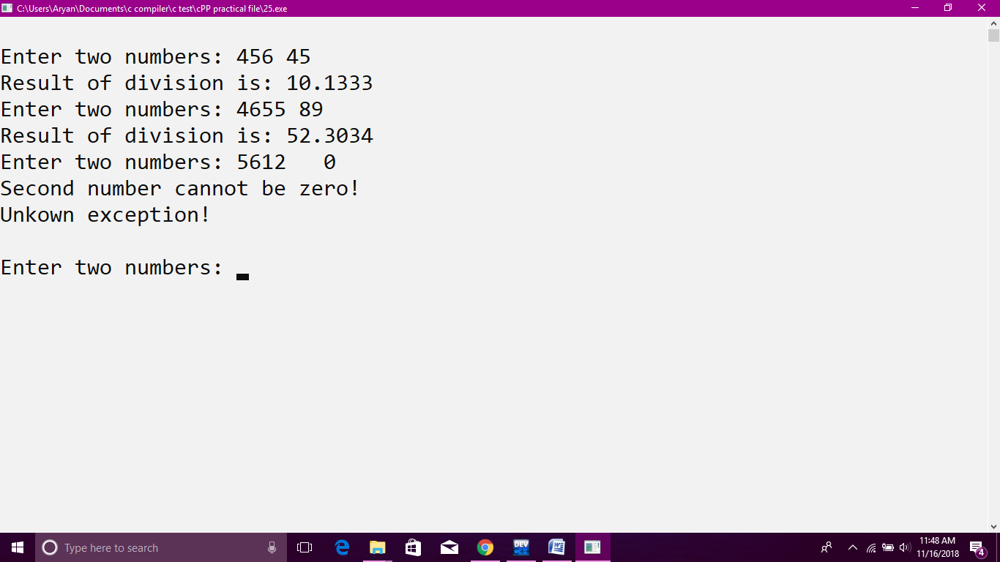 C:\Users\Aryan\Documents\c compiler\c test\cPP practical file\25.exe
Enter two numbers: 456 45
Result of division is: 10.1333
Enter two numbers: 4655 89
Result of division is: 52.3034
Enter two numbers: 5612   0
Second number cannot be zero!
Unkown exception!
Enter two numbers:
Type here to search
DEV
W
11:48 AM
11/16/2018
4